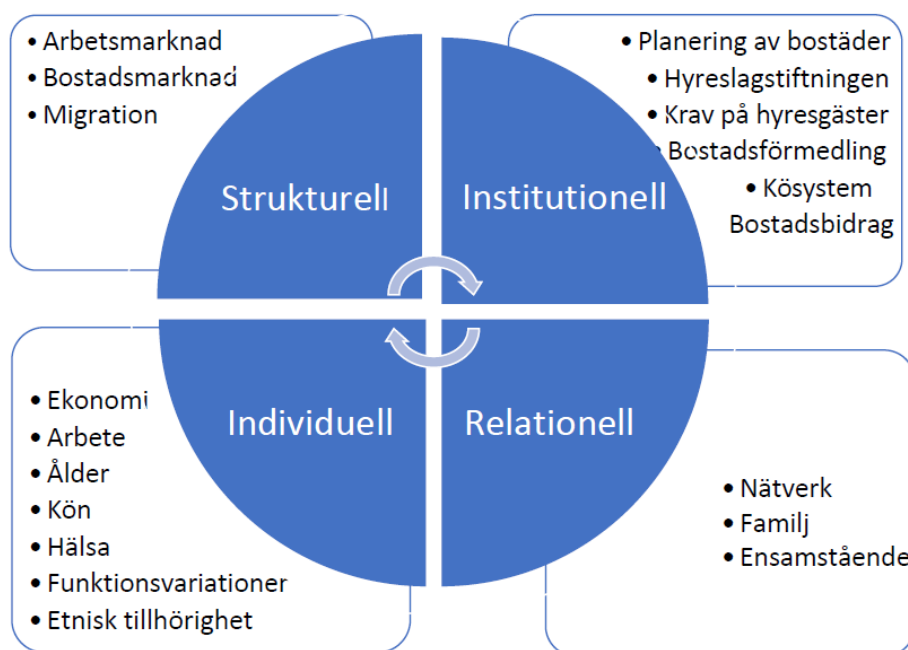 • Arbetsmarknad
• Bostadsmarknad
• Migration
Strukturell
• Planering av bostäder
• Hyreslagstiftningen
• Krav på hyresgäster
• Bostadsförmedling
• Kösystem
Bostadsbidrag
Institutionell
• Ekonomi
• Arbete
• Ålder
• Kön
• Hälsa
• Funktionsvariationer
• Etnisk tillhörighet
Individuell
Relationell
• Nätverk
• Familj
• Ensamstående